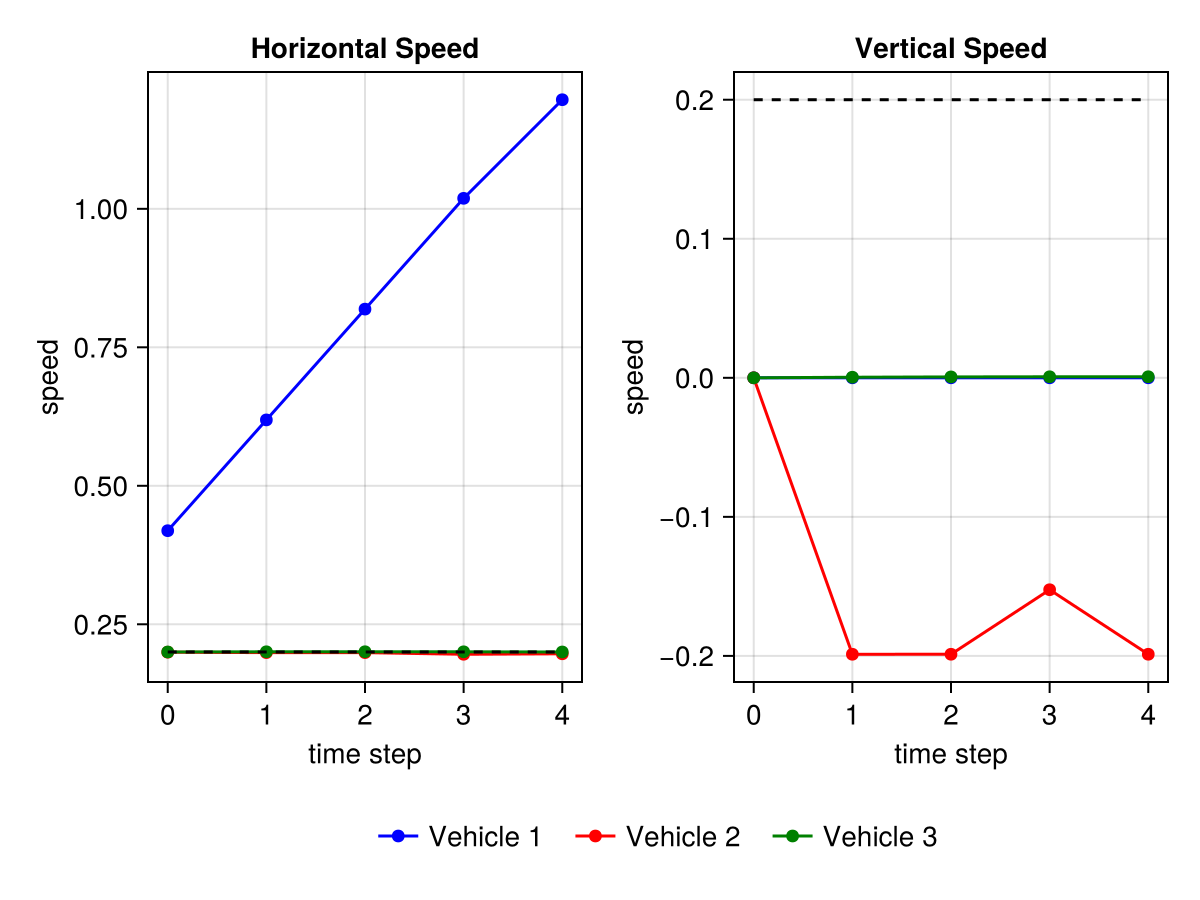 Horizontal Speed
speed
1.00
0.75
0.50
0.25
0 1 2 3 4
time step
Vertical Speed
speed
0.2
0.1
0.0
−0.1
−0.2
0 1 2 3 4
time step
Vehicle 1 Vehicle 2 Vehicle 3